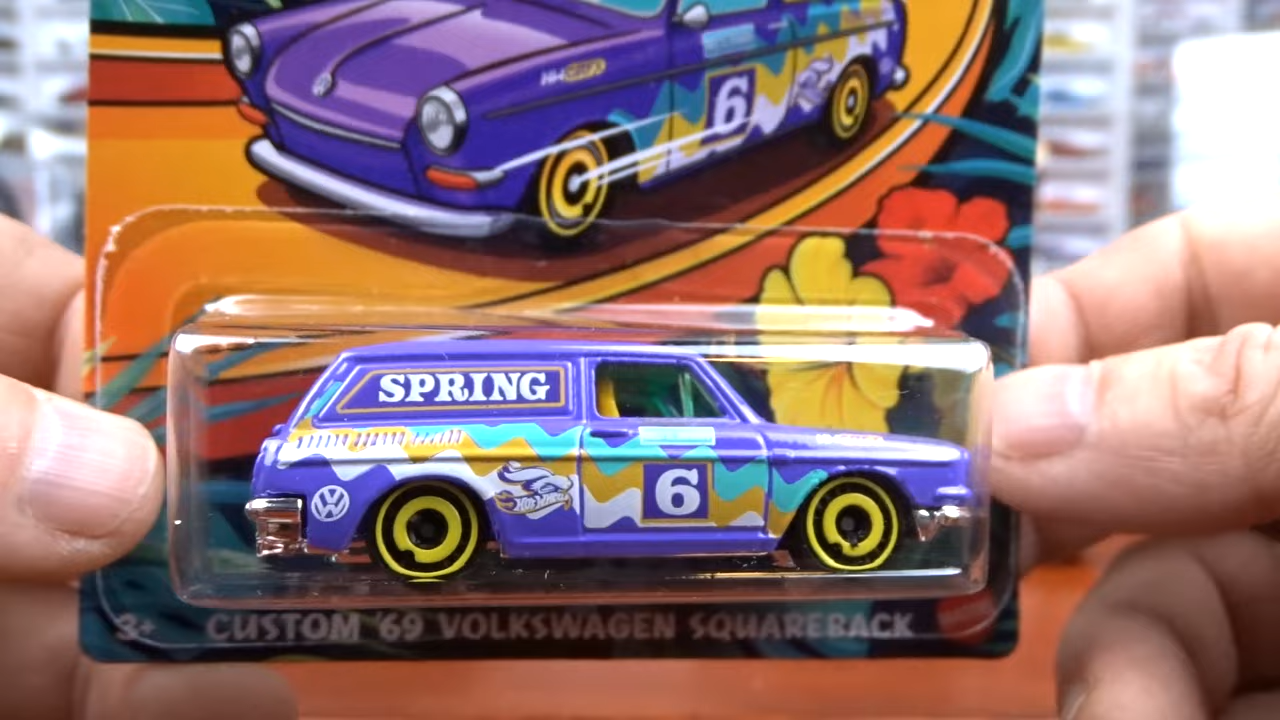 6
SPRING
VW
HOT WHEELS
6
3+ CUSTOM '69 VOLKSWAGEN SQUAREBACK